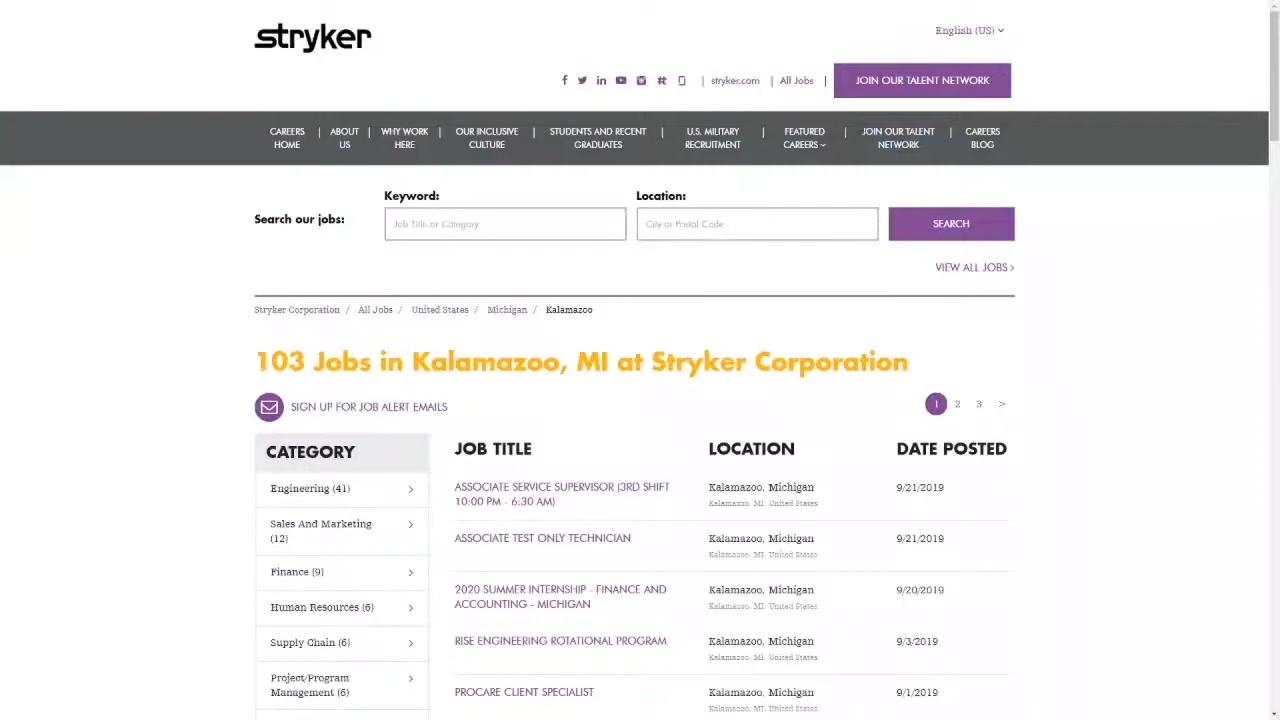 stryker
English (US)
| stryker.com | All Jobs |
JOIN OUR TALENT NETWORK
CAREERS HOME | ABOUT US | WHY WORK HERE | OUR INCLUSIVE CULTURE | STUDENTS AND RECENT GRADUATES | U.S. MILITARY RECRUITMENT | FEATURED CAREERS | JOIN OUR TALENT NETWORK | CAREERS BLOG
Search our jobs:
Keyword:
Job Title or Category
Location:
City or Postal Code
SEARCH
VIEW ALL JOBS >
Stryker Corporation / All Jobs / United States / Michigan / Kalamazoo
103 Jobs in Kalamazoo, MI at Stryker Corporation
SIGN UP FOR JOB ALERT EMAILS
1 2 3 >
CATEGORY
Engineering (41)
Sales And Marketing
(12)
Finance (9)
Human Resources (6)
Supply Chain (6)
Project/Program
Management (6)
JOB TITLE LOCATION DATE POSTED
ASSOCIATE SERVICE SUPERVISOR (3RD SHIFT Kalamazoo, Michigan 9/21/2019
10:00 PM - 6:30 AM) Kalamazoo, MI, United States
ASSOCIATE TEST ONLY TECHNICIAN Kalamazoo, Michigan 9/21/2019
Kalamazoo, MI, United States
2020 SUMMER INTERNSHIP - FINANCE AND Kalamazoo, Michigan 9/20/2019
ACCOUNTING - MICHIGAN Kalamazoo, MI, United States
RISE ENGINEERING ROTATIONAL PROGRAM Kalamazoo, Michigan 9/3/2019
Kalamazoo, MI, United States
PROCARE CLIENT SPECIALIST Kalamazoo, Michigan 9/1/2019
Kalamazoo, MI, United States